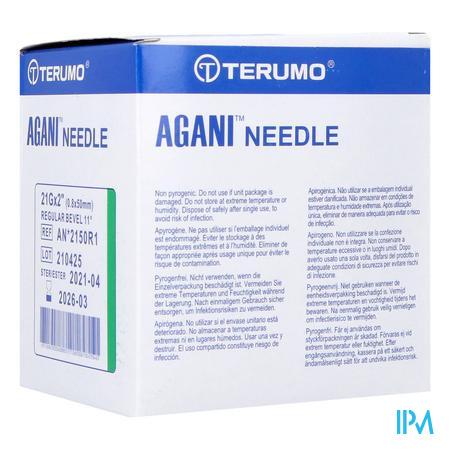 TERUMO®
AGANI™ NEEDLE
21Gx2" (0.8x50mm)
REGULAR BEVEL 11°
REF AN*2150R1
LOT 210425
2021-04
2026-03
TERUMO®
AGANI™ NEEDLE
Non pyrogenic. Do not use if unit package is
damaged. Do not store at extreme temperature or
humidity. Dispose of safely after single use, to
avoid risk of infection.
Apyrogène. Ne pas utiliser si l'emballage individuel
est endommagé. Eviter le stockage à des
températures extrêmes et à l'humidité. Eliminer de
façon appropriée après usage unique pour éviter le
risque de contamination.
Pyrogenfrei. Nicht verwenden, wenn die
Einzelverpackung beschädigt ist. Vermeiden Sie
extreme Temperaturen und Feuchtigkeit während
der Lagerung. Nach einmaligem Gebrauch sicher
entsorgen, um Infektionsrisiken zu vermeiden.
Apirógena. No utilizar si el envase unitario está
deteriorado. No almacenar a temperaturas
extremas ni en lugares húmedos. Usar una vez y
destruir. El uso compartido constituye riesgo de
infección.
Apirogénica. Não utilizar se a embalagem individual
estiver danificada. Não armazenar em condições
de temperatura e humidade extremas. Após utilização
única, eliminar de maneira adequada para evitar o risco
de infecção.
Apirogeno. Non utilizzare se la confezione
individuale non è integra. Non conservare a
temperature eccessive o in luoghi umidi. Dopo
averlo usato una sola volta, disfarsi del prodotto in
adeguate condizioni di sicurezza per evitare rischi
di infezione.
Pyrogeenvrij. Niet gebruiken wanneer de
eenheidsverpakking beschadigd is. Vermijd
extreme temperaturen en vochtigheid tijdens het
bewaren. Na eenmalig gebruik veilig vernietigen
om infectierisico te vermijden.
Pyrogenfri. Får ej användas om
styckförpackningen är skadad. Förvaras ej vid
extrem temperatur eller fuktighet. Efter
engångsanvändning, kassera på ett säkert och
ändamålsenligt sätt för att undvika infektionsrisk.
IPM